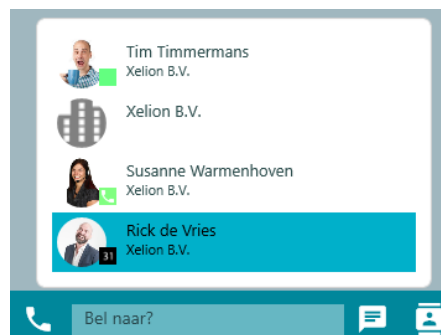 Tim Timmermans
Xelion B.V.
Xelion B.V.
Susanne Warmenhoven
Xelion B.V.
Rick de Vries
Xelion B.V.
31
Bel naar?